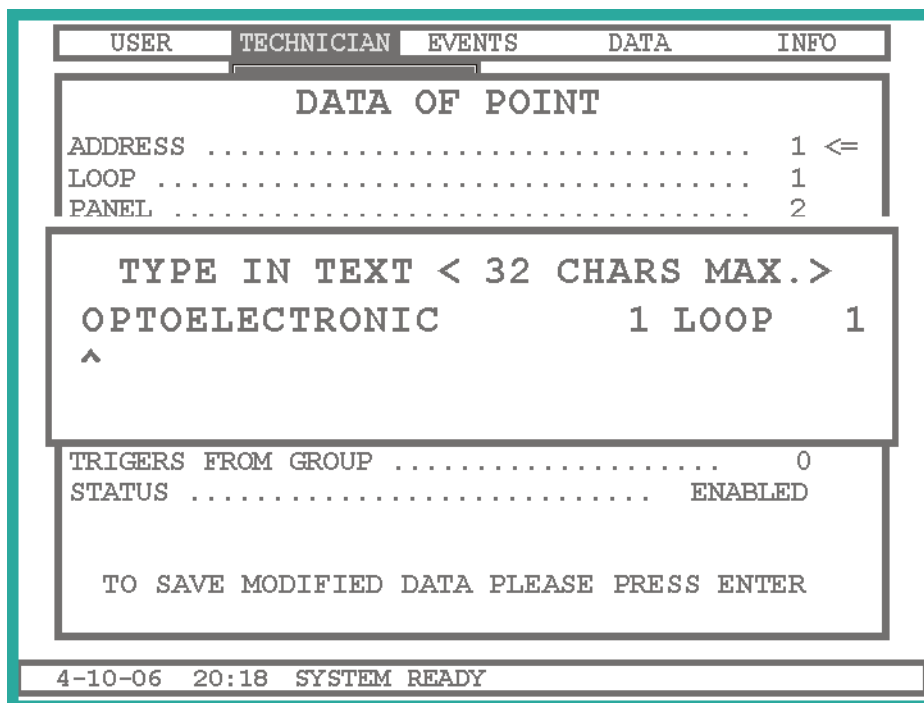 USER TECHNICIAN EVENTS DATA INFO
DATA OF POINT
ADDRESS .................................. 1 <=
LOOP ..................................... 1
PANEL .................................... 2
TYPE IN TEXT < 32 CHARS MAX.>
OPTOELECTRONIC 1 LOOP 1
^
TRIGERS FROM GROUP .................... 0
STATUS ............................. ENABLED
TO SAVE MODIFIED DATA PLEASE PRESS ENTER
4-10-06 20:18 SYSTEM READY